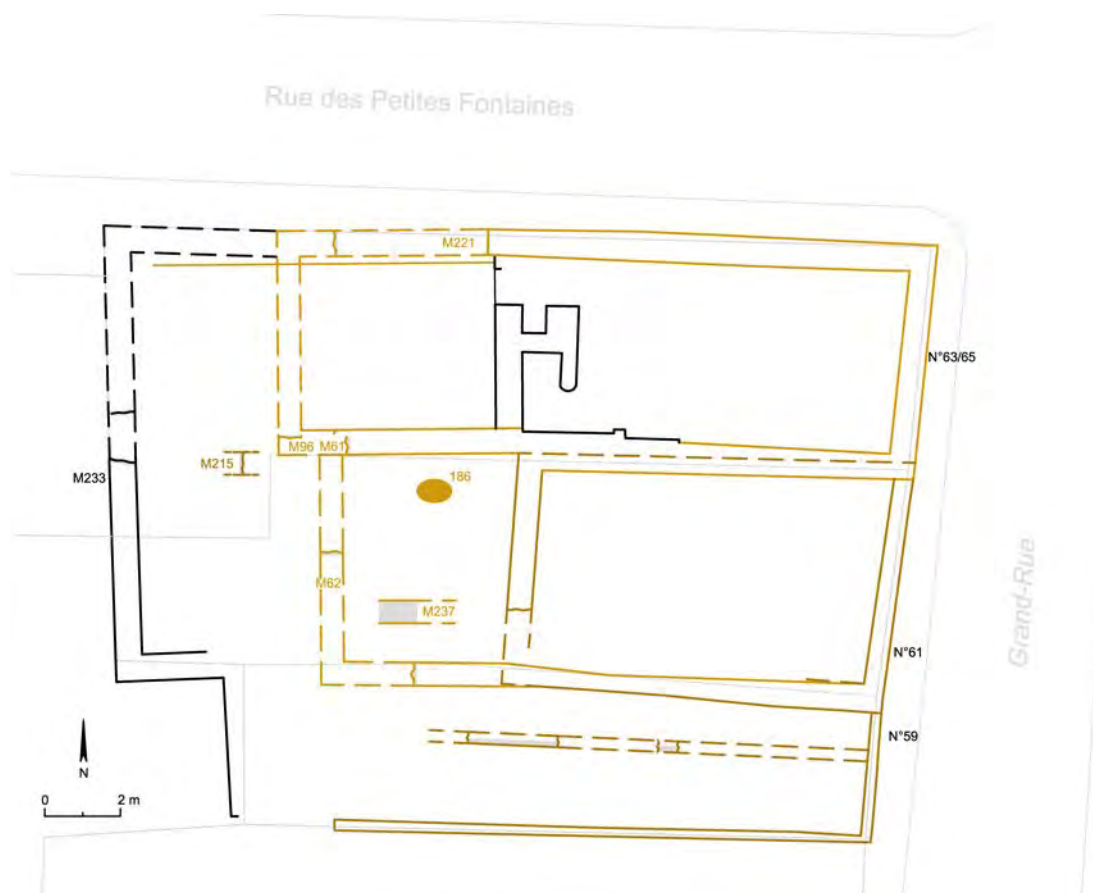 Rue des Petites Fontaines
M221
N°63/65
M96 M61
M215
M233
186
M62
M237
Grand-Rue
N°61
N°59
N
0 2 m